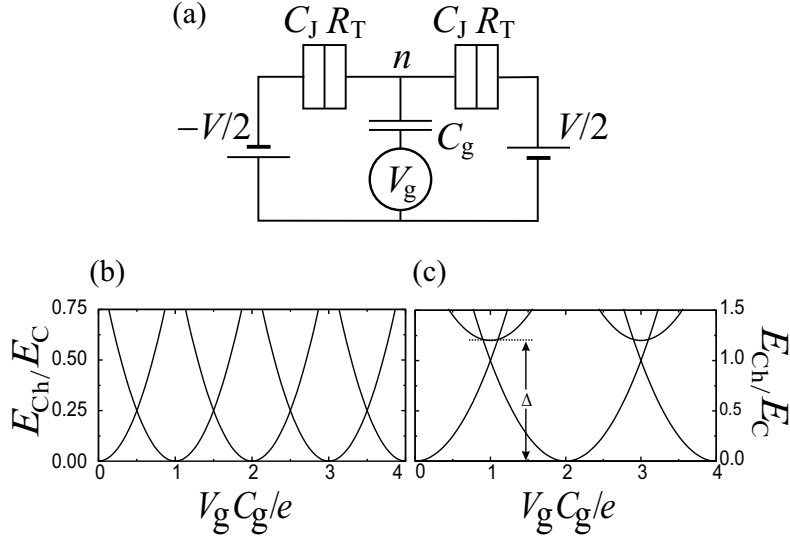 (a)
C_J R_T
C_J R_T
n
−V/2
V/2
C_g
V_g
(b)
(c)
E_Ch/E_C
0.75
0.50
0.25
0.00
0 1 2 3 4
V_g C_g/e
Δ
1.5
1.0
0.5
0.0
0 1 2 3 4
V_g C_g/e
E_Ch/E_C